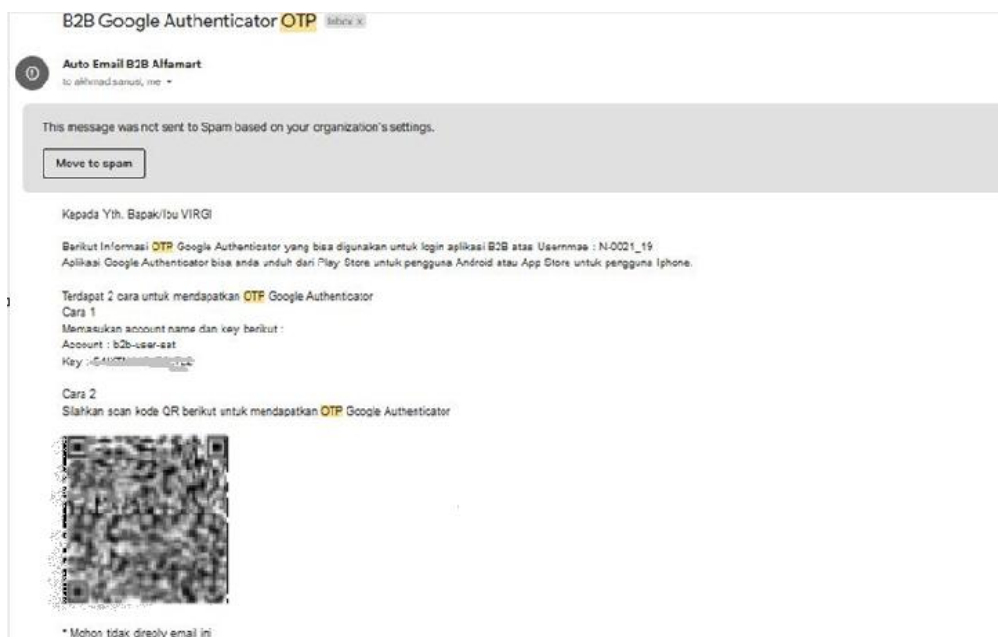 B2B Google Authenticator OTP Inbox x
Auto Email B2B Alfamart
to akhmad.sanusi, me
This message was not sent to Spam based on your organization's settings.
Move to spam
Kepada Yth. Bapak/Ibu VIRGI
Berikut Informasi OTP Google Authenticator yang bisa digunakan untuk login aplikasi B2B atas Usernmae : N-0021_19
Aplikasi Google Authenticator bisa anda unduh dari Play Store untuk pengguna Android atau App Store untuk pengguna Iphone.
Terdapat 2 cara untuk mendapatkan OTP Google Authenticator
Cara 1
Memasukan account name dan key berikut :
Account : b2b-user-sat
Key :
Cara 2
Silahkan scan kode QR berikut untuk mendapatkan OTP Google Authenticator
* Mohon tidak direply email ini